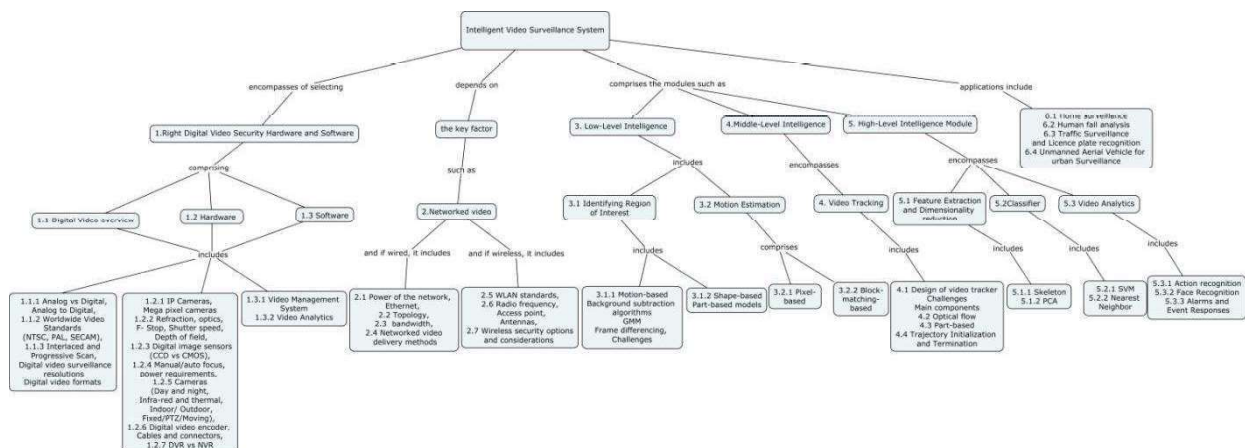 Intelligent Video Surveillance System
encompasses of selecting
depends on
comprises the modules such as
applications include
1.Right Digital Video Security Hardware and Software
the key factor
3. Low-Level Intelligence
4.Middle-Level Intelligence
5. High-Level Intelligence Module
6.1 Home surveillance
6.2 Human fall analysis
6.3 Traffic Surveillance
and Licence plate recognition
6.4 Unmanned Aerial Vehicle for
urban Surveillance
comprising
such as
includes
encompasses
encompasses
1.1 Digital Video overview
1.2 Hardware
1.3 Software
2.Networked video
3.1 Identifying Region
of Interest
3.2 Motion Estimation
4. Video Tracking
5.1 Feature Extraction
and Dimensionality
reduction
5.2Classifier
5.3 Video Analytics
includes
and if wired, it includes
and if wireless, it includes
includes
comprises
includes
includes
includes
includes
1.1.1 Analog vs Digital,
Analog to Digital,
1.1.2 Worldwide Video
Standards
(NTSC, PAL, SECAM),
1.1.3 Interlaced and
Progressive Scan,
Digital video surveillance
resolutions
Digital video formats
1.2.1 IP Cameras,
Mega pixel cameras
1.2.2 Refraction, optics,
F- Stop, Shutter speed,
Depth of field,
1.2.3 Digital image sensors
(CCD vs CMOS),
1.2.4 Manual/auto focus,
power requirements.
1.2.5 Cameras
(Day and night,
Infra-red and thermal,
Indoor/ Outdoor,
Fixed/PTZ/Moving),
1.2.6 Digital video encoder.
Cables and connectors,
1.2.7 DVR vs NVR
1.3.1 Video Management
System
1.3.2 Video Analytics
2.1 Power of the network,
Ethernet,
2.2 Topology,
2.3 bandwidth,
2.4 Networked video
delivery methods
2.5 WLAN standards,
2.6 Radio frequency,
Access point,
Antennas,
2.7 Wireless security options
and considerations
3.1.1 Motion-based
Background subtraction
algorithms
GMM
Frame differencing,
Challenges
3.1.2 Shape-based
Part-based models
3.2.1 Pixel-
based
3.2.2 Block-
matching-
based
4.1 Design of video tracker
Challenges
Main components
4.2 Optical flow
4.3 Part-based
4.4 Trajectory Initialization
and Termination
5.1.1 Skeleton
5.1.2 PCA
5.2.1 SVM
5.2.2 Nearest
Neighbor
5.3.1 Action recognition
5.3.2 Face Recognition
5.3.3 Alarms and
Event Responses